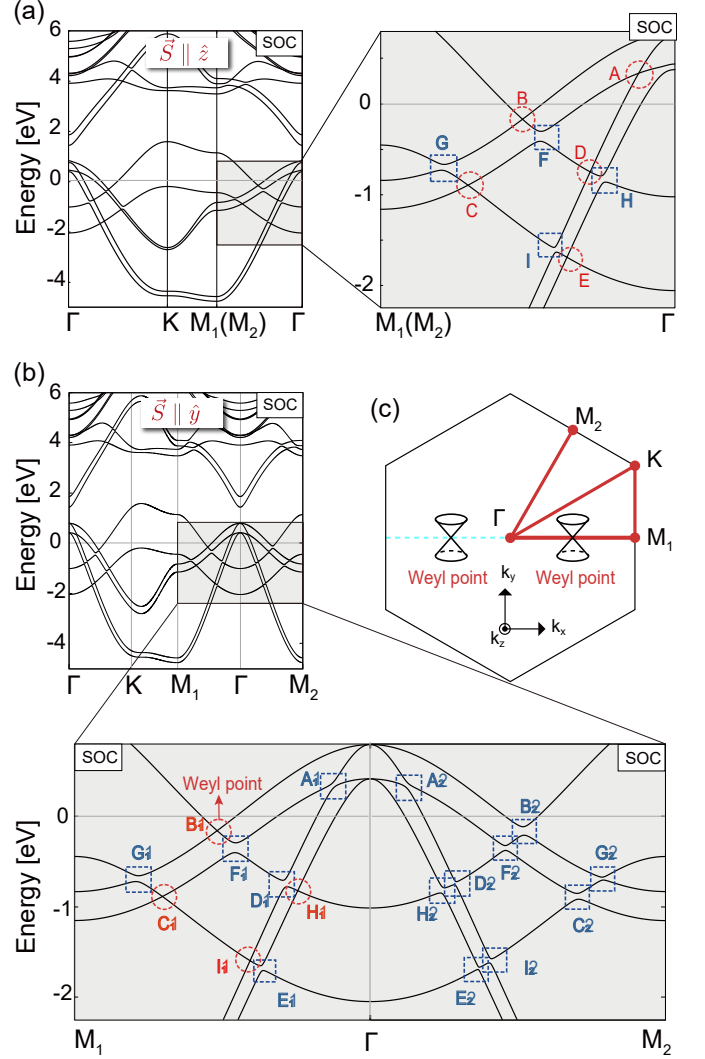 (a)
6
4
2
0
-2
-4
Energy [eV]
S⃗ ∥ ẑ
SOC
Γ
K
M₁(M₂)
Γ
SOC
0
-1
-2
A
B
C
D
E
F
G
H
I
M₁(M₂)
Γ
(b)
6
4
2
0
-2
-4
Energy [eV]
S⃗ ∥ ŷ
SOC
Γ
K
M₁
Γ
M₂
(c)
M₂
K
Γ
M₁
Weyl point
Weyl point
k_y
k_z
k_x
SOC
SOC
Energy [eV]
0
-1
-2
Weyl point
A1
A2
B1
B2
G1
F1
F2
G2
C1
D1
H1
H2
D2
C2
I1
E1
E2
I2
M₁
Γ
M₂